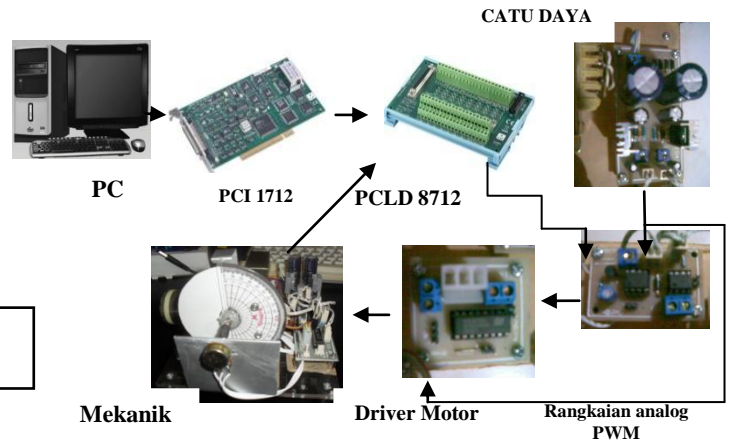 CATU DAYA
PC
PCI 1712
PCLD 8712
Mekanik
Driver Motor
Rangkaian analog
PWM